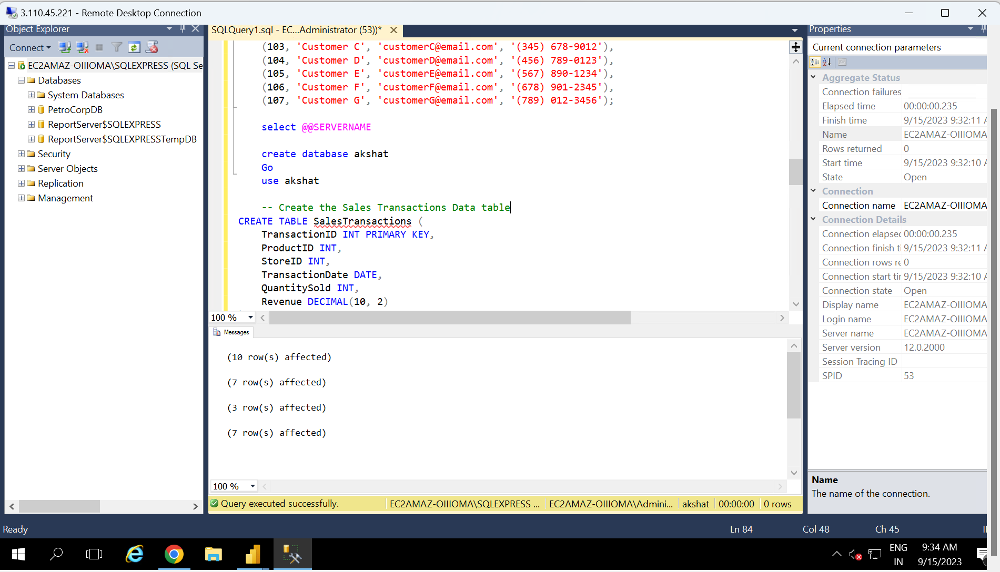 3.110.45.221 - Remote Desktop Connection
Object Explorer
Connect
EC2AMAZ-OIIIOMA\SQLEXPRESS (SQL Se
Databases
System Databases
PetroCorpDB
ReportServer$SQLEXPRESS
ReportServer$SQLEXPRESSTempDB
Security
Server Objects
Replication
Management
SQLQuery1.sql - EC...Administrator (53))*
(103, 'Customer C', 'customerC@email.com', '(345) 678-9012'),
(104, 'Customer D', 'customerD@email.com', '(456) 789-0123'),
(105, 'Customer E', 'customerE@email.com', '(567) 890-1234'),
(106, 'Customer F', 'customerF@email.com', '(678) 901-2345'),
(107, 'Customer G', 'customerG@email.com', '(789) 012-3456');
select @@SERVERNAME
create database akshat
Go
use akshat
-- Create the Sales Transactions Data table
CREATE TABLE SalesTransactions (
TransactionID INT PRIMARY KEY,
ProductID INT,
StoreID INT,
TransactionDate DATE,
QuantitySold INT,
Revenue DECIMAL(10, 2)
100 %
Messages
(10 row(s) affected)
(7 row(s) affected)
(3 row(s) affected)
(7 row(s) affected)
100 %
Query executed successfully.
EC2AMAZ-OIIIOMA\SQLEXPRESS ...
EC2AMAZ-OIIIOMA\Admini...
akshat
00:00:00
0 rows
Properties
Current connection parameters
Aggregate Status
Connection failures
Elapsed time 00:00:00.235
Finish time 9/15/2023 9:32:11 A
Name EC2AMAZ-OIIIOMA
Rows returned 0
Start time 9/15/2023 9:32:10 A
State Open
Connection
Connection name EC2AMAZ-OIIIOMA
Connection Details
Connection elapsec 00:00:00.235
Connection finish ti 9/15/2023 9:32:11 A
Connection rows re 0
Connection start tir 9/15/2023 9:32:10 A
Connection state Open
Display name EC2AMAZ-OIIIOMA
Login name EC2AMAZ-OIIIOMA
Server name EC2AMAZ-OIIIOMA
Server version 12.0.2000
Session Tracing ID
SPID 53
Name
The name of the connection.
Ready
Ln 84
Col 48
Ch 45
ENG
IN
9:34 AM
9/15/2023